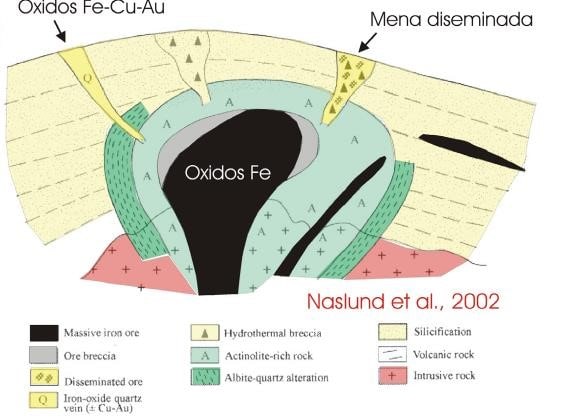 Oxidos Fe-Cu-Au
Mena diseminada
Q
A
A
A
A
A
A
A
A
A
Oxidos Fe
Naslund et al., 2002
Massive iron ore
Ore breccia
Disseminated ore
Q Iron-oxide quartz
vein (± Cu-Au)
Hydrothermal breccia
A Actinolite-rich rock
Albite-quartz alteration
Silicification
Volcanic rock
Intrusive rock